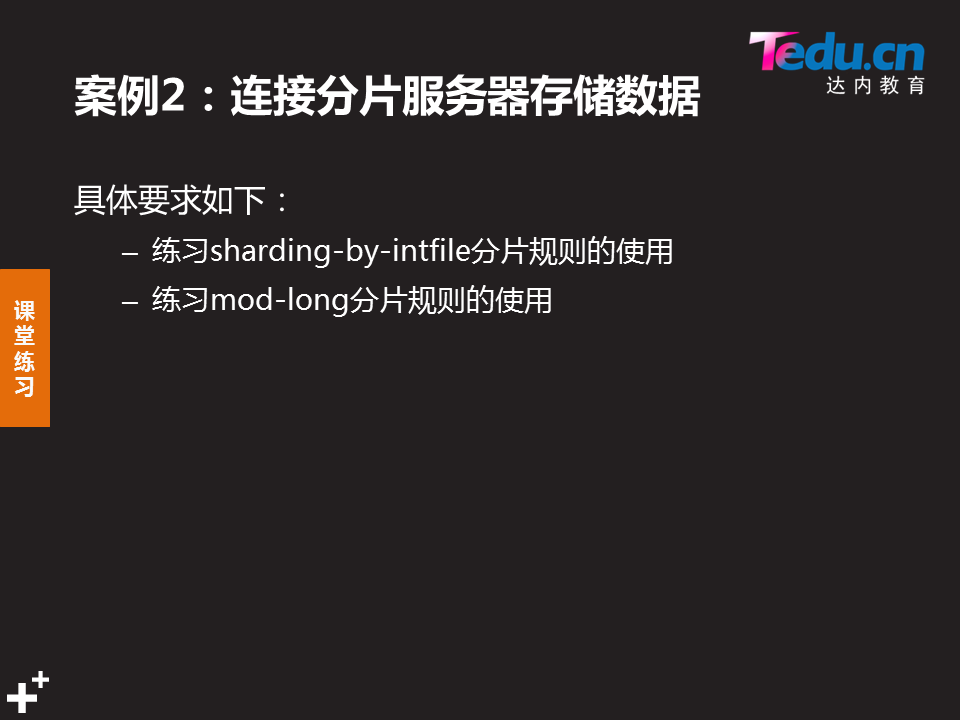 Tedu.cn
达内教育
案例2：连接分片服务器存储数据
具体要求如下：
– 练习sharding-by-intfile分片规则的使用
– 练习mod-long分片规则的使用
课
堂
练
习